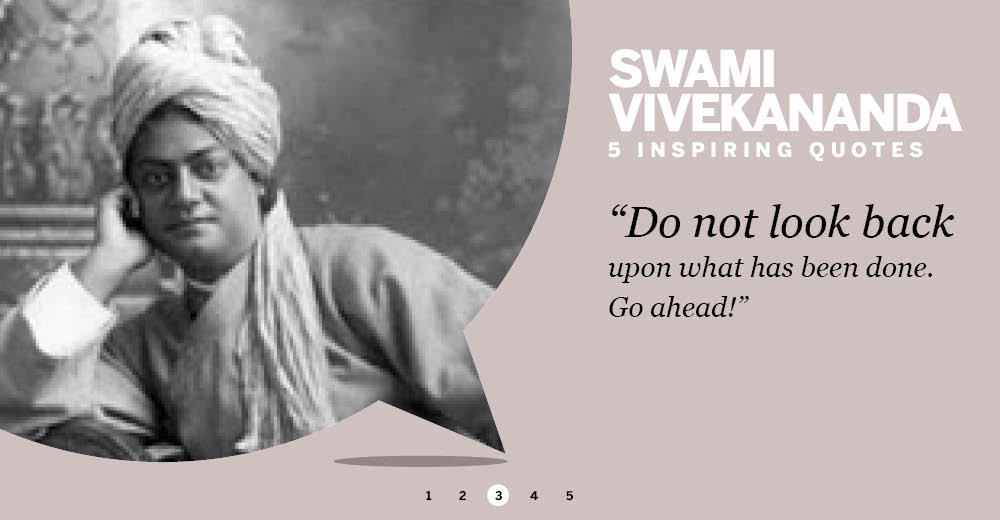 SWAMI
VIVEKANANDA
5 INSPIRING QUOTES
“Do not look back
upon what has been done.
Go ahead!”
1 2 3 4 5